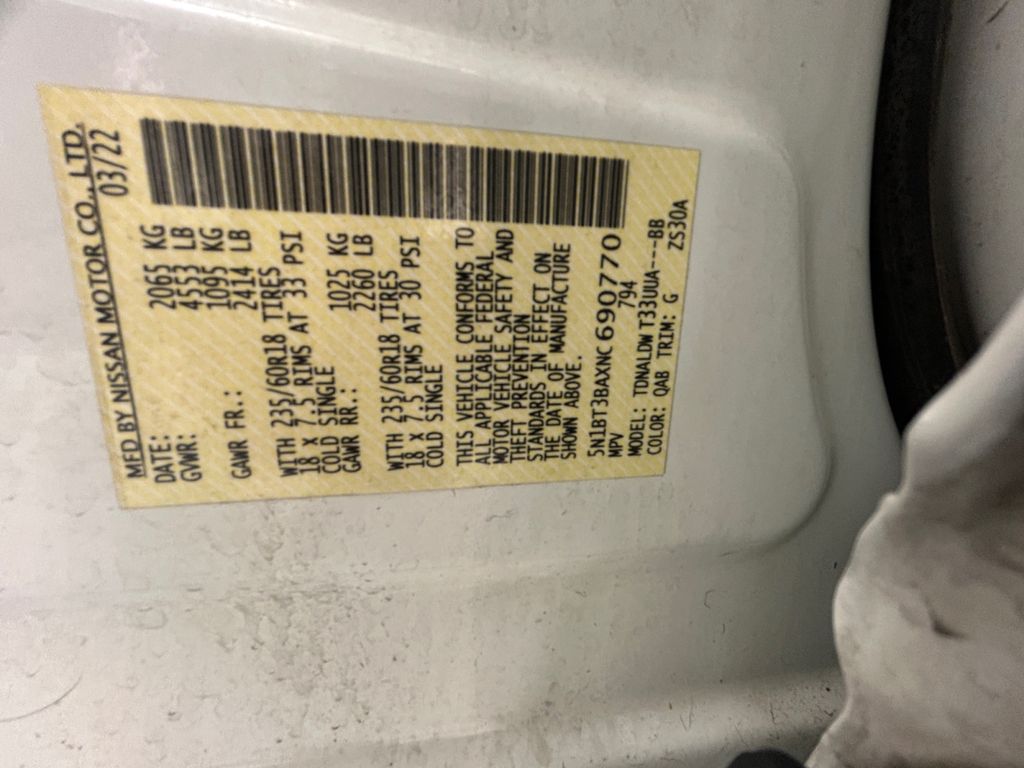 MFD BY NISSAN MOTOR CO., LTD.
DATE: 03/22
GVWR: 2065 KG
4553 LB
GAWR FR.: 1095 KG
2414 LB
WITH 235/60R18 TIRES
18 X 7.5 RIMS AT 33 PSI
COLD SINGLE
GAWR RR.: 1025 KG
2260 LB
WITH 235/60R18 TIRES
18 X 7.5 RIMS AT 30 PSI
COLD SINGLE
THIS VEHICLE CONFORMS TO
ALL APPLICABLE FEDERAL
MOTOR VEHICLE SAFETY AND
THEFT PREVENTION
STANDARDS IN EFFECT ON
THE DATE OF MANUFACTURE
SHOWN ABOVE.
5N1BT3BAXNC690770
MPV 794
MODEL: TDNALDW T33UUA---BB
COLOR: QAB TRIM: G ZS30A